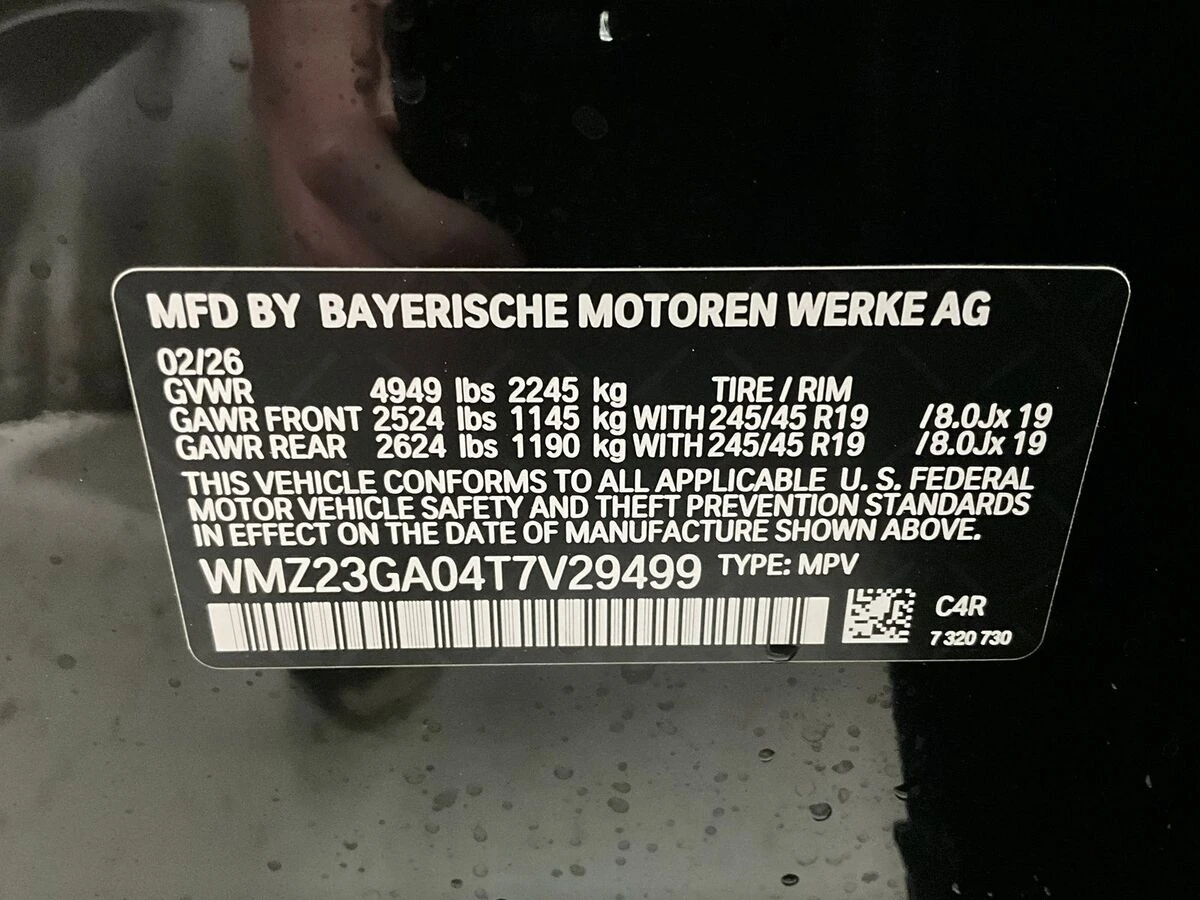 MFD BY BAYERISCHE MOTOREN WERKE AG
02/26
GVWR 4949 lbs 2245 kg TIRE / RIM
GAWR FRONT 2524 lbs 1145 kg WITH 245/45 R19 /8.0Jx 19
GAWR REAR 2624 lbs 1190 kg WITH 245/45 R19 /8.0Jx 19
THIS VEHICLE CONFORMS TO ALL APPLICABLE U. S. FEDERAL
MOTOR VEHICLE SAFETY AND THEFT PREVENTION STANDARDS
IN EFFECT ON THE DATE OF MANUFACTURE SHOWN ABOVE.
WMZ23GA04T7V29499 TYPE: MPV
C4R
7 320 730